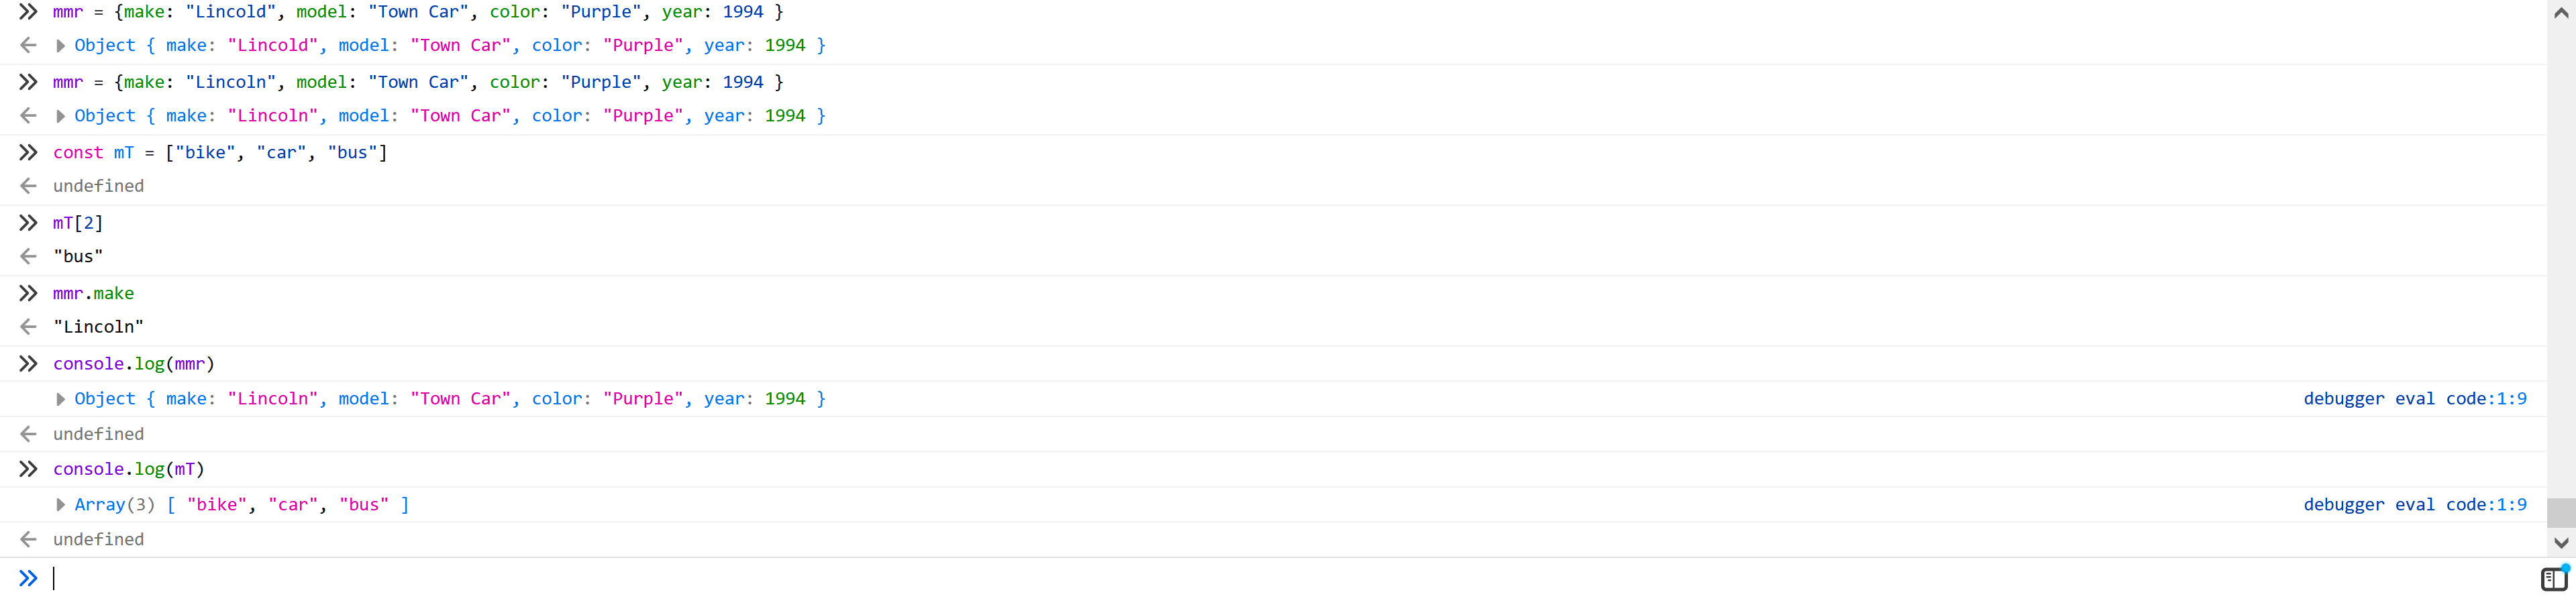 mmr = {make: "Lincold", model: "Town Car", color: "Purple", year: 1994 }
Object { make: "Lincold", model: "Town Car", color: "Purple", year: 1994 }
mmr = {make: "Lincoln", model: "Town Car", color: "Purple", year: 1994 }
Object { make: "Lincoln", model: "Town Car", color: "Purple", year: 1994 }
const mT = ["bike", "car", "bus"]
undefined
mT[2]
"bus"
mmr.make
"Lincoln"
console.log(mmr)
Object { make: "Lincoln", model: "Town Car", color: "Purple", year: 1994 } debugger eval code:1:9
undefined
console.log(mT)
Array(3) [ "bike", "car", "bus" ] debugger eval code:1:9
undefined